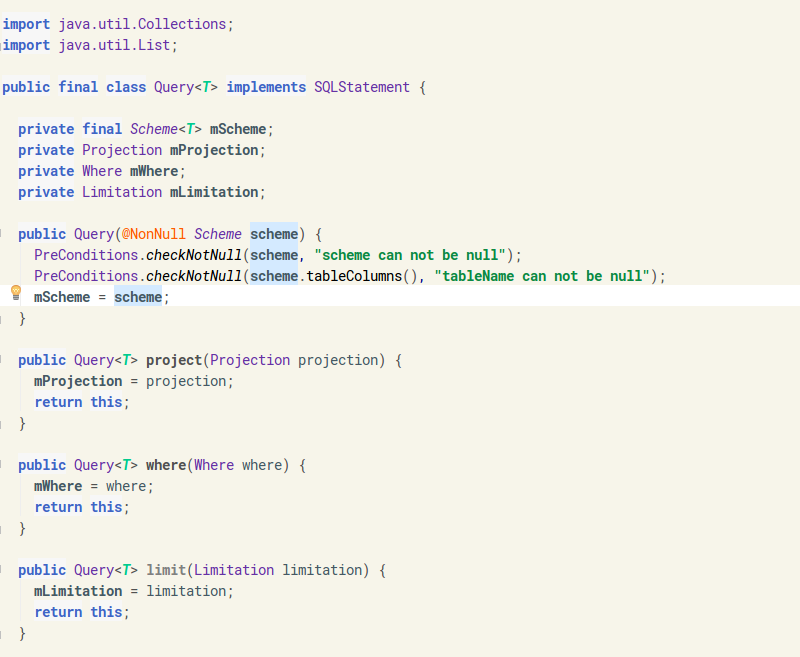 import java.util.Collections;
import java.util.List;
public final class Query<T> implements SQLStatement {
private final Scheme<T> mScheme;
private Projection mProjection;
private Where mWhere;
private Limitation mLimitation;
public Query(@NonNull Scheme scheme) {
PreConditions.checkNotNull(scheme, "scheme can not be null");
PreConditions.checkNotNull(scheme.tableColumns(), "tableName can not be null");
mScheme = scheme;
}
public Query<T> project(Projection projection) {
mProjection = projection;
return this;
}
public Query<T> where(Where where) {
mWhere = where;
return this;
}
public Query<T> limit(Limitation limitation) {
mLimitation = limitation;
return this;
}